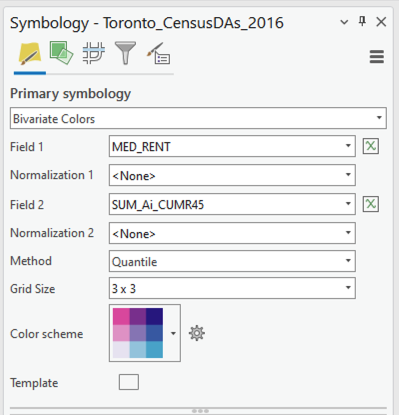 Symbology - Toronto_CensusDAs_2016
Primary symbology
Bivariate Colors
Field 1 MED_RENT
Normalization 1 <None>
Field 2 SUM_Ai_CUMR45
Normalization 2 <None>
Method Quantile
Grid Size 3 x 3
Color scheme
Template